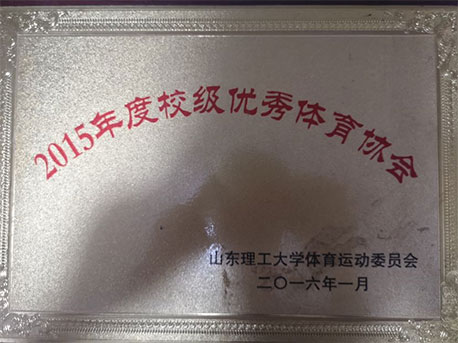 2015年度校级优秀体育协会
山东理工大学体育运动委员会
二〇一六年一月